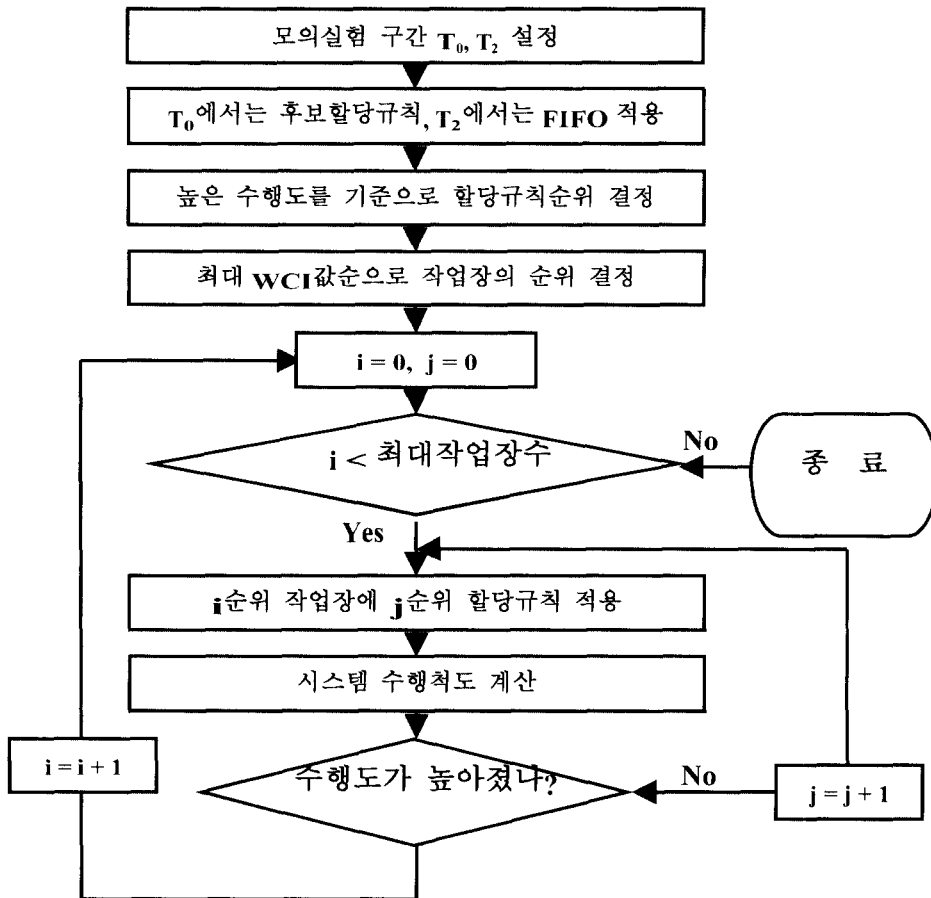 모의실험 구간 T₀, T₂ 설정
T₀에서는 후보할당규칙, T₂에서는 FIFO 적용
높은 수행도를 기준으로 할당규칙순위 결정
최대 WCI값순으로 작업장의 순위 결정
i = 0, j = 0
i < 최대작업장수
No
종 료
Yes
i순위 작업장에 j순위 할당규칙 적용
시스템 수행척도 계산
i = i + 1
수행도가 높아졌나?
No
j = j + 1